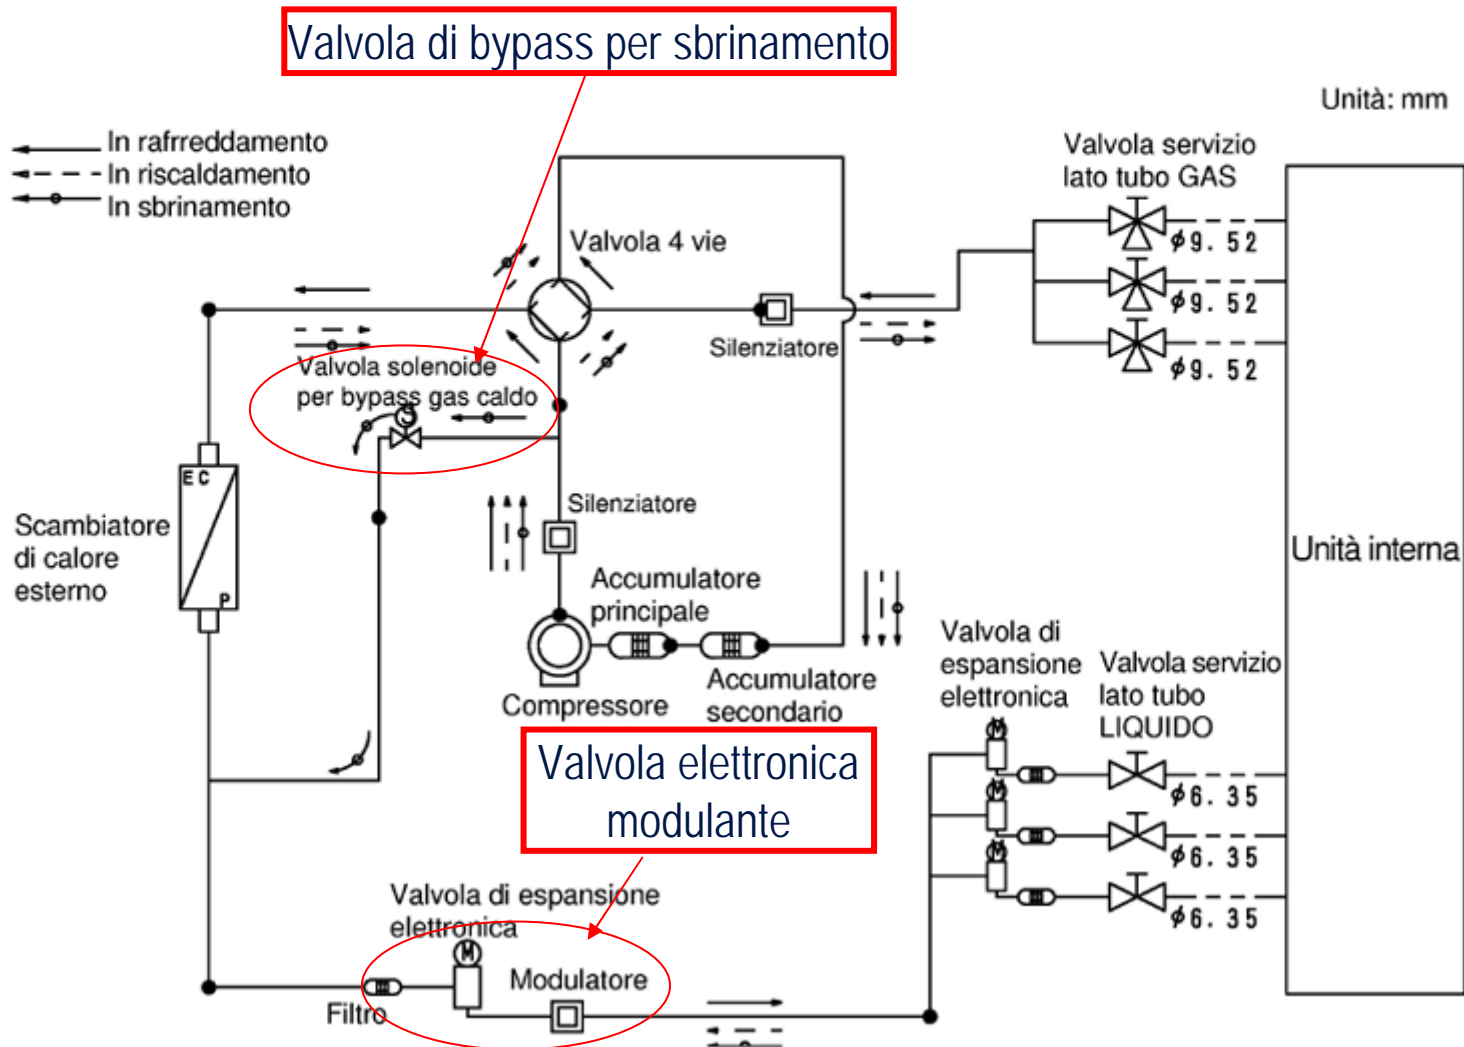 Valvola di bypass per sbrinamento
Unità: mm
In rafrreddamento
In riscaldamento
In sbrinamento
Valvola servizio
lato tubo GAS
Valvola 4 vie
φ9.52
φ9.52
φ9.52
Silenziatore
Valvola solenoide
per bypass gas caldo
S
EC
P
Scambiatore
di calore
esterno
Silenziatore
Unità interna
Accumulatore
principale
Compressore
Accumulatore
secondario
Valvola di
espansione
elettronica
Valvola servizio
lato tubo
LIQUIDO
M
φ6.35
M
φ6.35
M
φ6.35
Valvola elettronica
modulante
Valvola di espansione
elettronica
M
Modulatore
Filtro